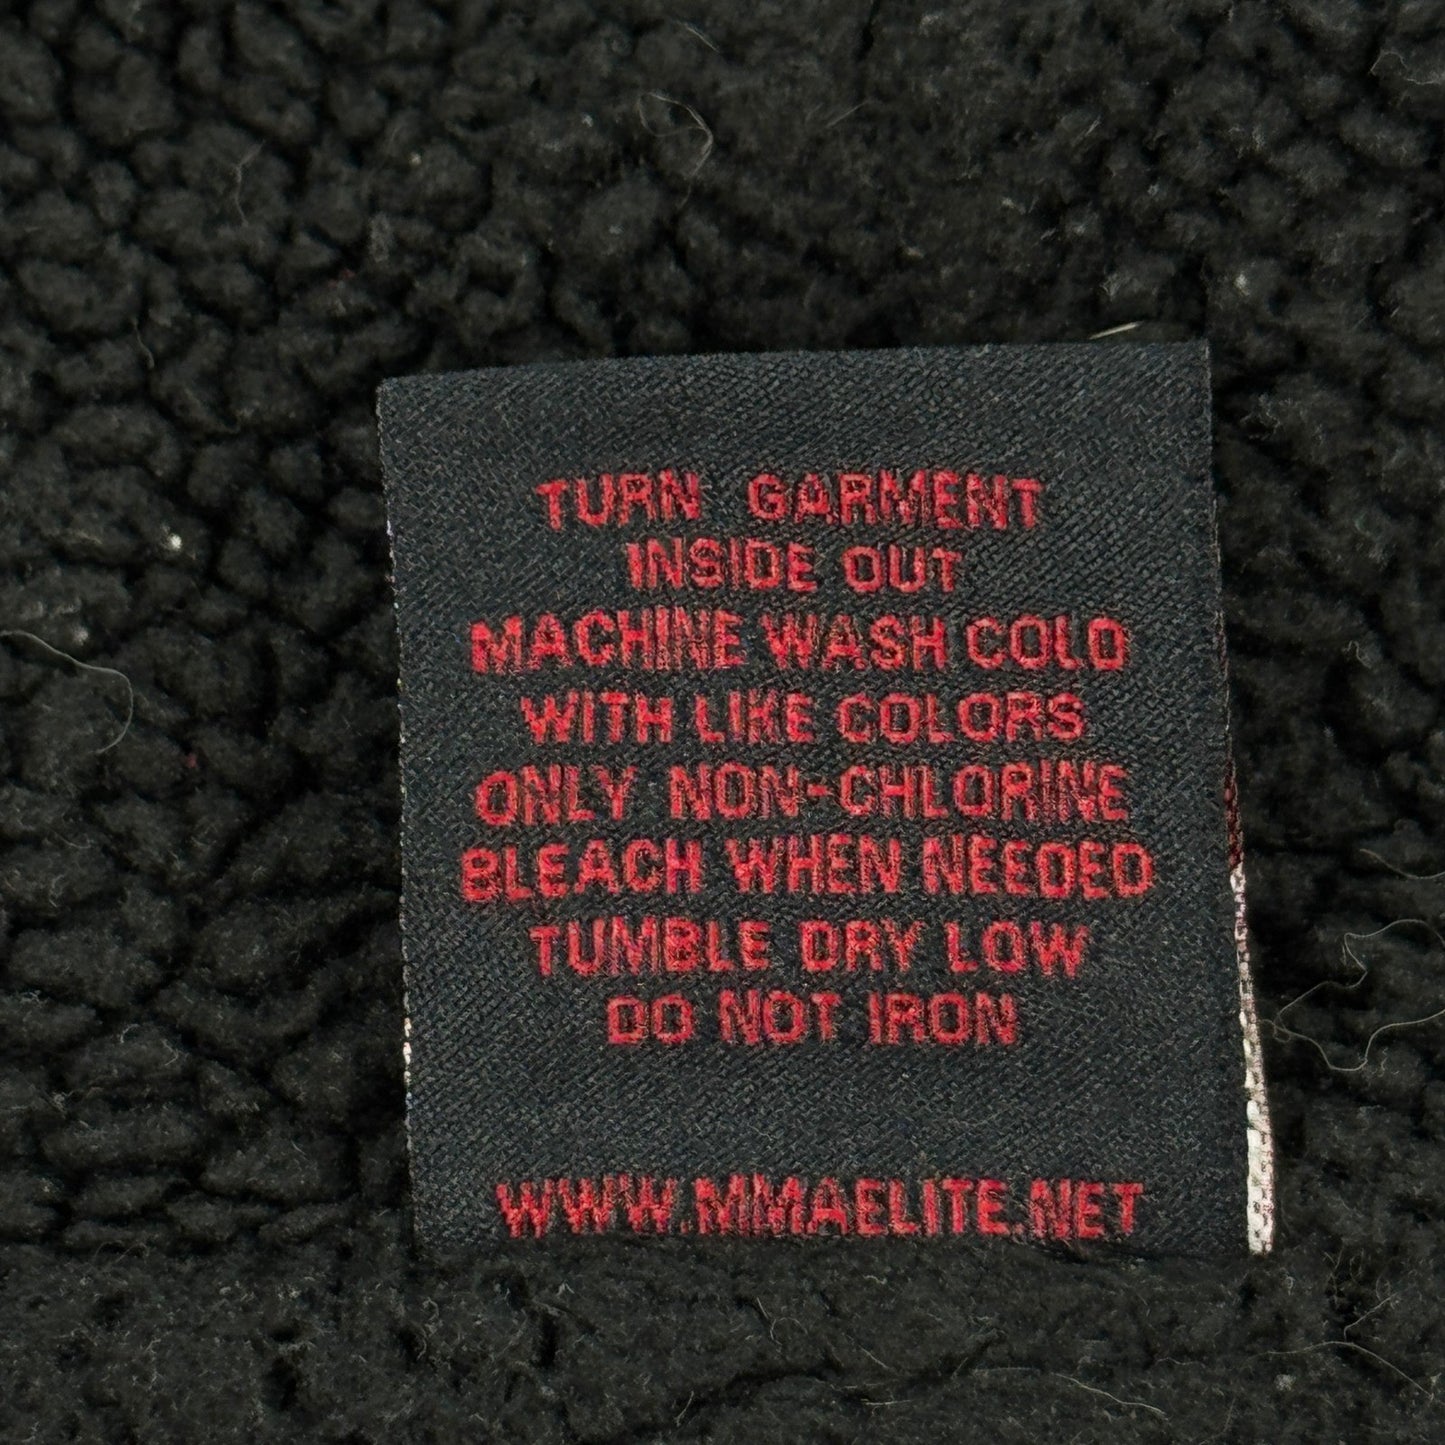 TURN GARMENT
INSIDE OUT
MACHINE WASH COLD
WITH LIKE COLORS
ONLY NON-CHLORINE
BLEACH WHEN NEEDED
TUMBLE DRY LOW
DO NOT IRON
WWW.MMAELITE.NET